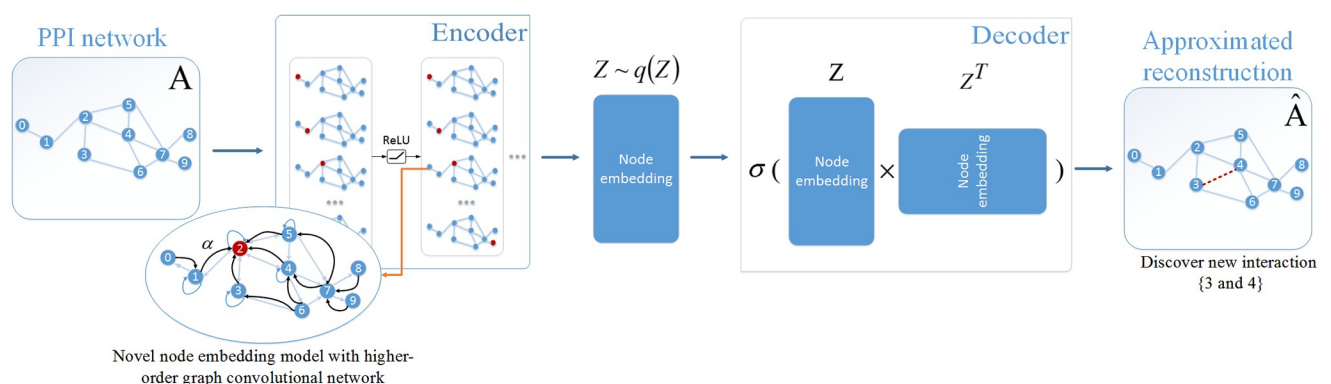 PPI network
A
0
1
2
3
4
5
6
7
8
9
Encoder
ReLU
...
...
...
...
α
0
1
2
3
4
5
6
7
8
9
Novel node embedding model with higher-
order graph convolutional network
Z ~ q(Z)
Node
embedding
Decoder
Z
Z^T
σ (
Node
embedding
×
Node
embedding
)
Approximated
reconstruction
Â
0
1
2
3
4
5
6
7
8
9
Discover new interaction
{3 and 4}